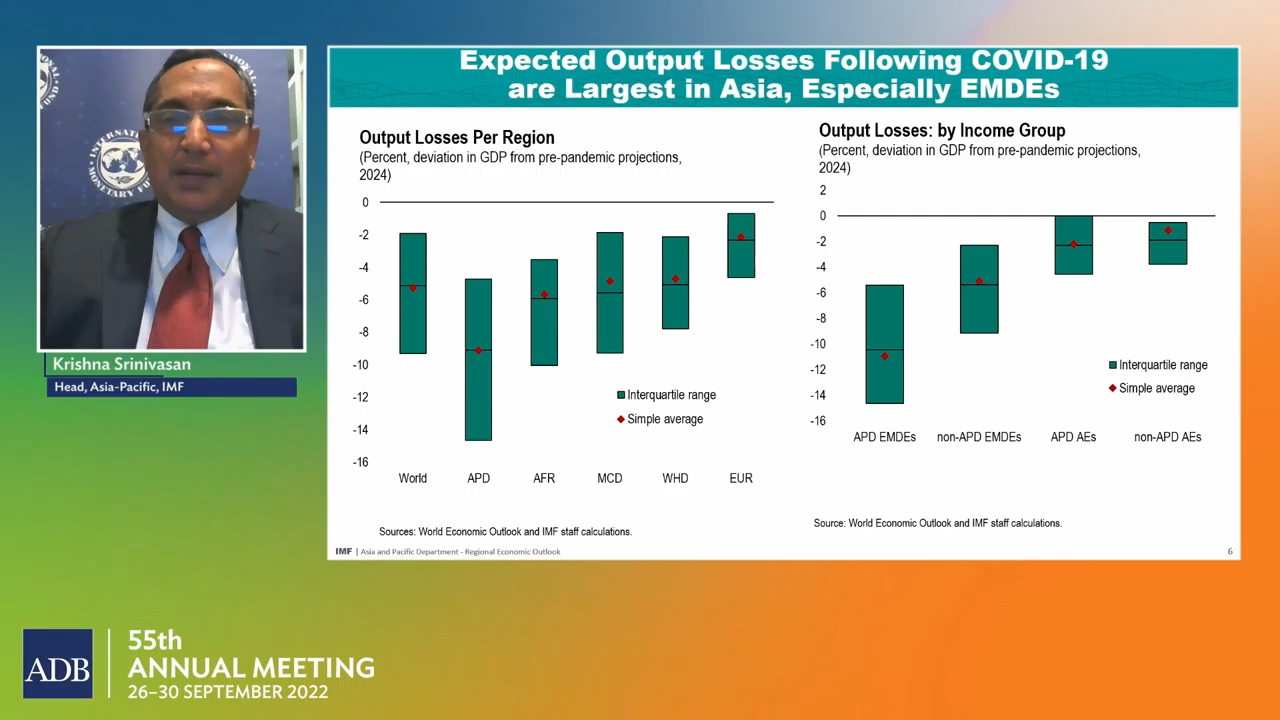 Expected Output Losses Following COVID-19
are Largest in Asia, Especially EMDEs
INTERNATIONAL
MONETARY FUND
Krishna Srinivasan
Head, Asia-Pacific, IMF
Output Losses Per Region
(Percent, deviation in GDP from pre-pandemic projections,
2024)
0
-2
-4
-6
-8
-10
-12
-14
-16
World APD AFR MCD WHD EUR
Interquartile range
Simple average
Sources: World Economic Outlook and IMF staff calculations.
Output Losses: by Income Group
(Percent, deviation in GDP from pre-pandemic projections,
2024)
2
0
-2
-4
-6
-8
-10
-12
-14
-16
Interquartile range
Simple average
APD EMDEs non-APD EMDEs APD AEs non-APD AEs
Source: World Economic Outlook and IMF staff calculations.
IMF | Asia and Pacific Department - Regional Economic Outlook
6
ADB
55th
ANNUAL MEETING
26–30 SEPTEMBER 2022